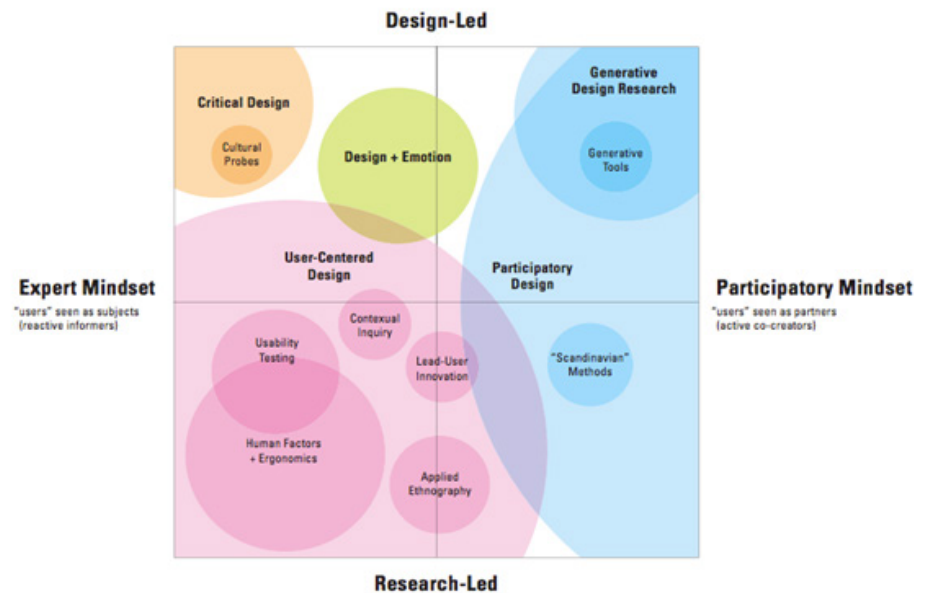 Design-Led
Generative
Design Research
Critical Design
Cultural
Probes
Design + Emotion
Generative
Tools
User-Centered
Design
Participatory
Design
Expert Mindset
"users" seen as subjects
(reactive informers)
Participatory Mindset
"users" seen as partners
(active co-creators)
Contexual
Inquiry
Usability
Testing
Lead-User
Innovation
"Scandinavian"
Methods
Human Factors
+ Ergonomics
Applied
Ethnography
Research-Led